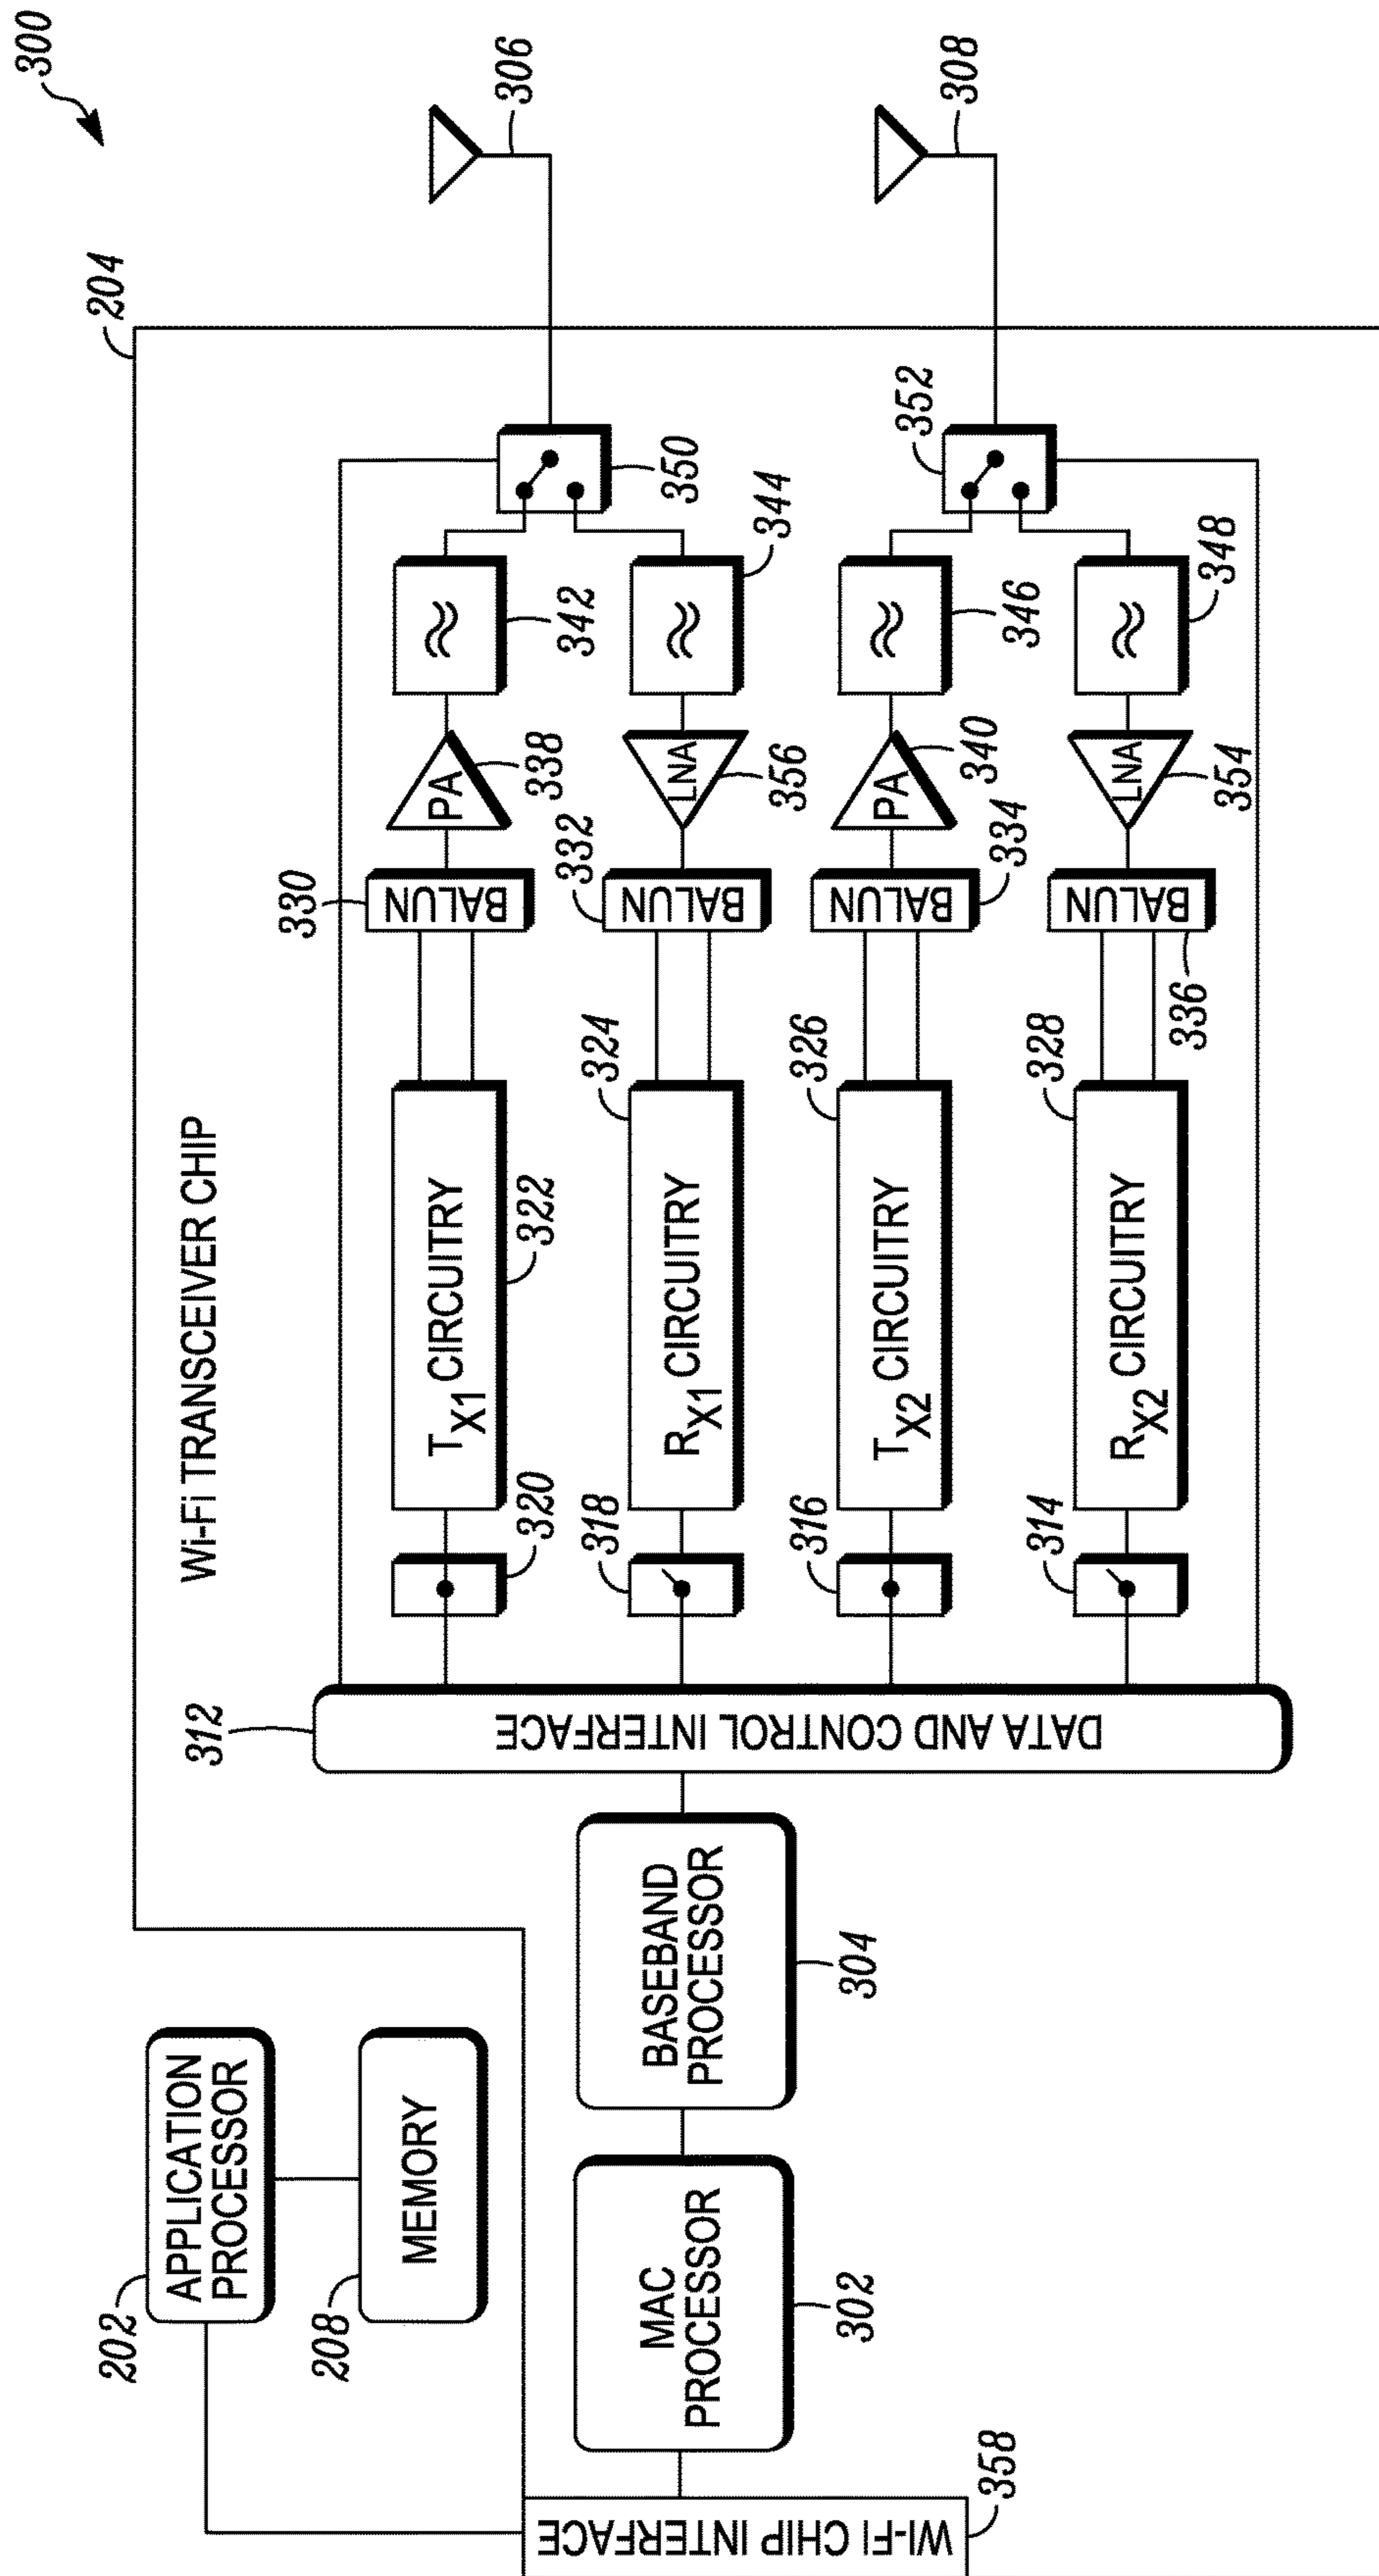 300
204
Wi-Fi TRANSCEIVER CHIP
202
APPLICATION
PROCESSOR
208
MEMORY
WI-FI CHIP INTERFACE
358
MAC
PROCESSOR
302
BASEBAND
PROCESSOR
304
312
DATA AND CONTROL INTERFACE
320
TX1 CIRCUITRY
322
330
BALUN
PA
338
342
350
306
318
RX1 CIRCUITRY
324
332
BALUN
LNA
356
344
316
TX2 CIRCUITRY
326
BALUN
334
PA
340
346
352
308
314
RX2 CIRCUITRY
328
BALUN
336
LNA
354
348